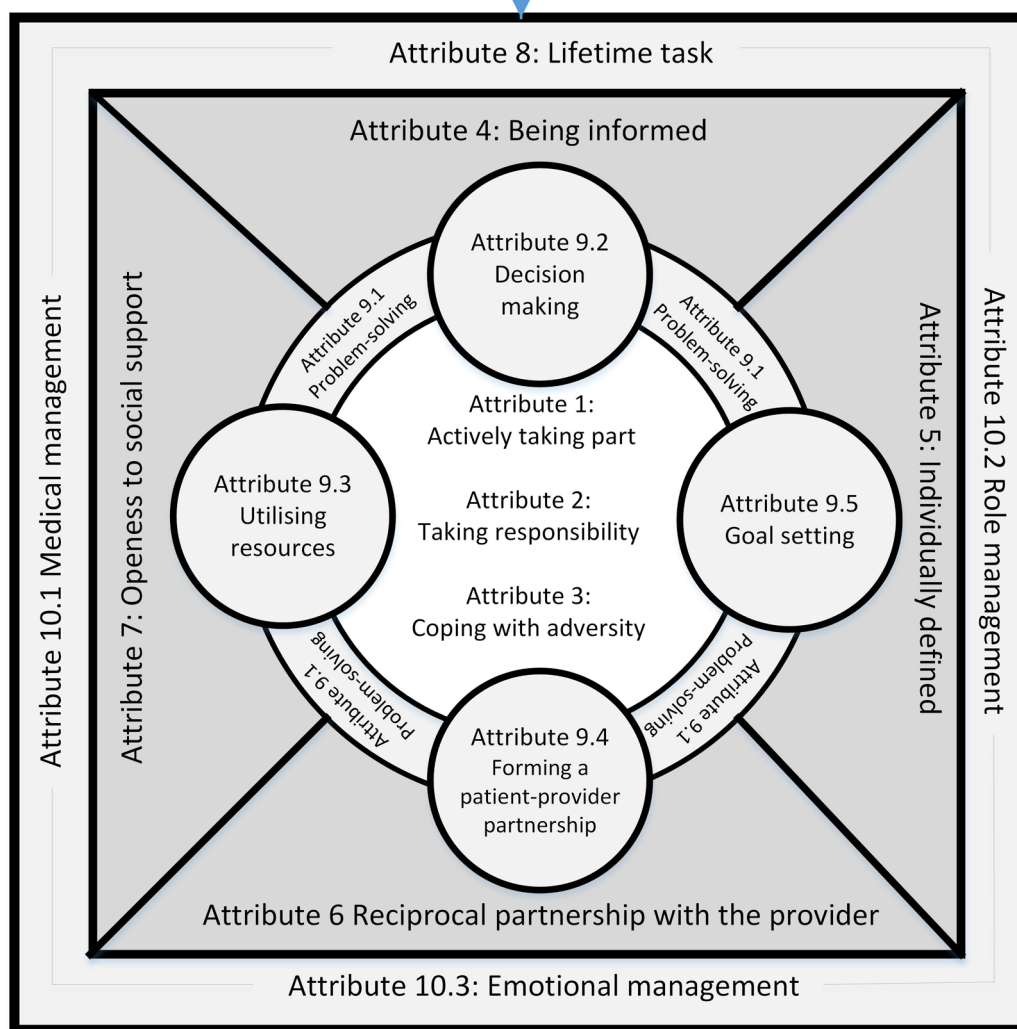 Attribute 8: Lifetime task
Attribute 4: Being informed
Attribute 9.2
Decision
making
Attribute 9.1
Problem-solving
Attribute 9.1
Problem-solving
Attribute 10.1 Medical management
Attribute 7: Openess to social support
Attribute 1:
Actively taking part
Attribute 2:
Taking responsibility
Attribute 3:
Coping with adversity
Attribute 9.3
Utilising
resources
Attribute 9.5
Goal setting
Attribute 5: Individually defined
Attribute 10.2 Role management
Attribute 9.1
Problem-solving
Attribute 9.1
Problem-solving
Attribute 9.4
Forming a
patient-provider
partnership
Attribute 6 Reciprocal partnership with the provider
Attribute 10.3: Emotional management